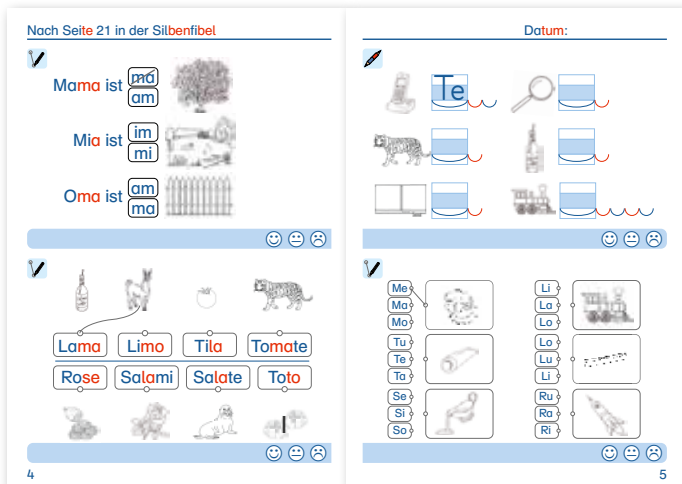 Nach Seite 21 in der Silbenfibel
Mama ist
ma
am
Mia ist
im
mi
Oma ist
am
ma
Lama
Limo
Tila
Tomate
Rose
Salami
Salate
Toto
4
Datum:
Te
Me
Ma
Mo
Tu
Te
Ta
Se
Si
So
Li
La
Lo
Lo
Lu
Li
Ru
Ra
Ri
5